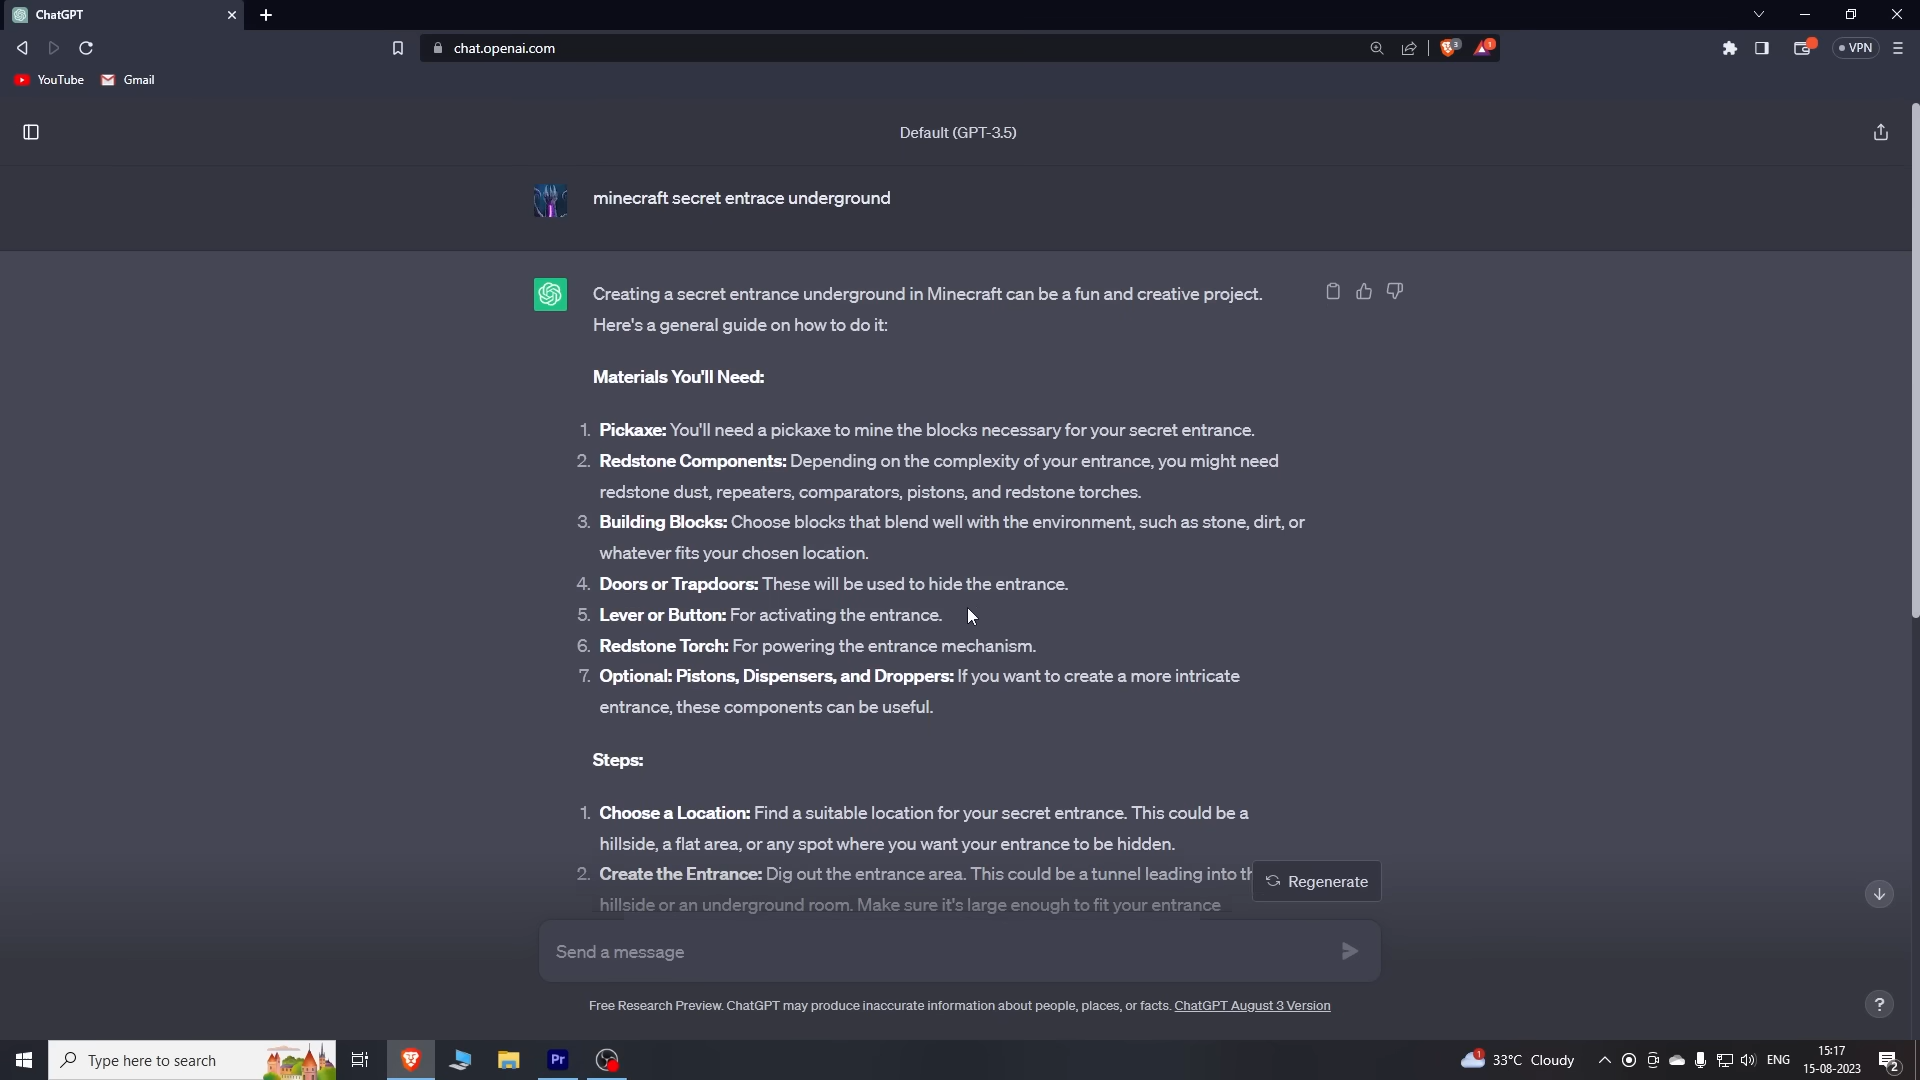 ChatGPT
chat.openai.com
3
1
VPN
YouTube
Gmail
Default (GPT-3.5)
minecraft secret entrace underground
Creating a secret entrance underground in Minecraft can be a fun and creative project.
Here's a general guide on how to do it:
Materials You'll Need:
1. Pickaxe: You'll need a pickaxe to mine the blocks necessary for your secret entrance.
2. Redstone Components: Depending on the complexity of your entrance, you might need
redstone dust, repeaters, comparators, pistons, and redstone torches.
3. Building Blocks: Choose blocks that blend well with the environment, such as stone, dirt, or
whatever fits your chosen location.
4. Doors or Trapdoors: These will be used to hide the entrance.
5. Lever or Button: For activating the entrance.
6. Redstone Torch: For powering the entrance mechanism.
7. Optional: Pistons, Dispensers, and Droppers: If you want to create a more intricate
entrance, these components can be useful.
Steps:
1. Choose a Location: Find a suitable location for your secret entrance. This could be a
hillside, a flat area, or any spot where you want your entrance to be hidden.
2. Create the Entrance: Dig out the entrance area. This could be a tunnel leading into th
Regenerate
hillside or an underground room. Make sure it's large enough to fit your entrance
Send a message
Free Research Preview. ChatGPT may produce inaccurate information about people, places, or facts. ChatGPT August 3 Version
?
Type here to search
Pr
1
33°C Cloudy
ENG
15:17
15-08-2023
2